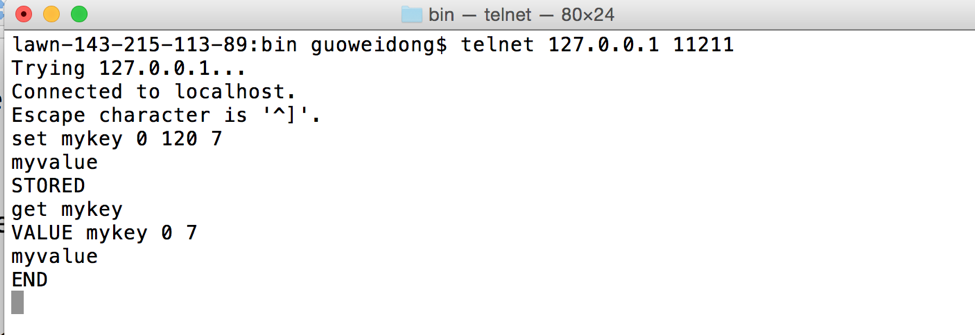 bin — telnet — 80×24
lawn-143-215-113-89:bin guoweidong$ telnet 127.0.0.1 11211
Trying 127.0.0.1...
Connected to localhost.
Escape character is '^]'.
set mykey 0 120 7
myvalue
STORED
get mykey
VALUE mykey 0 7
myvalue
END